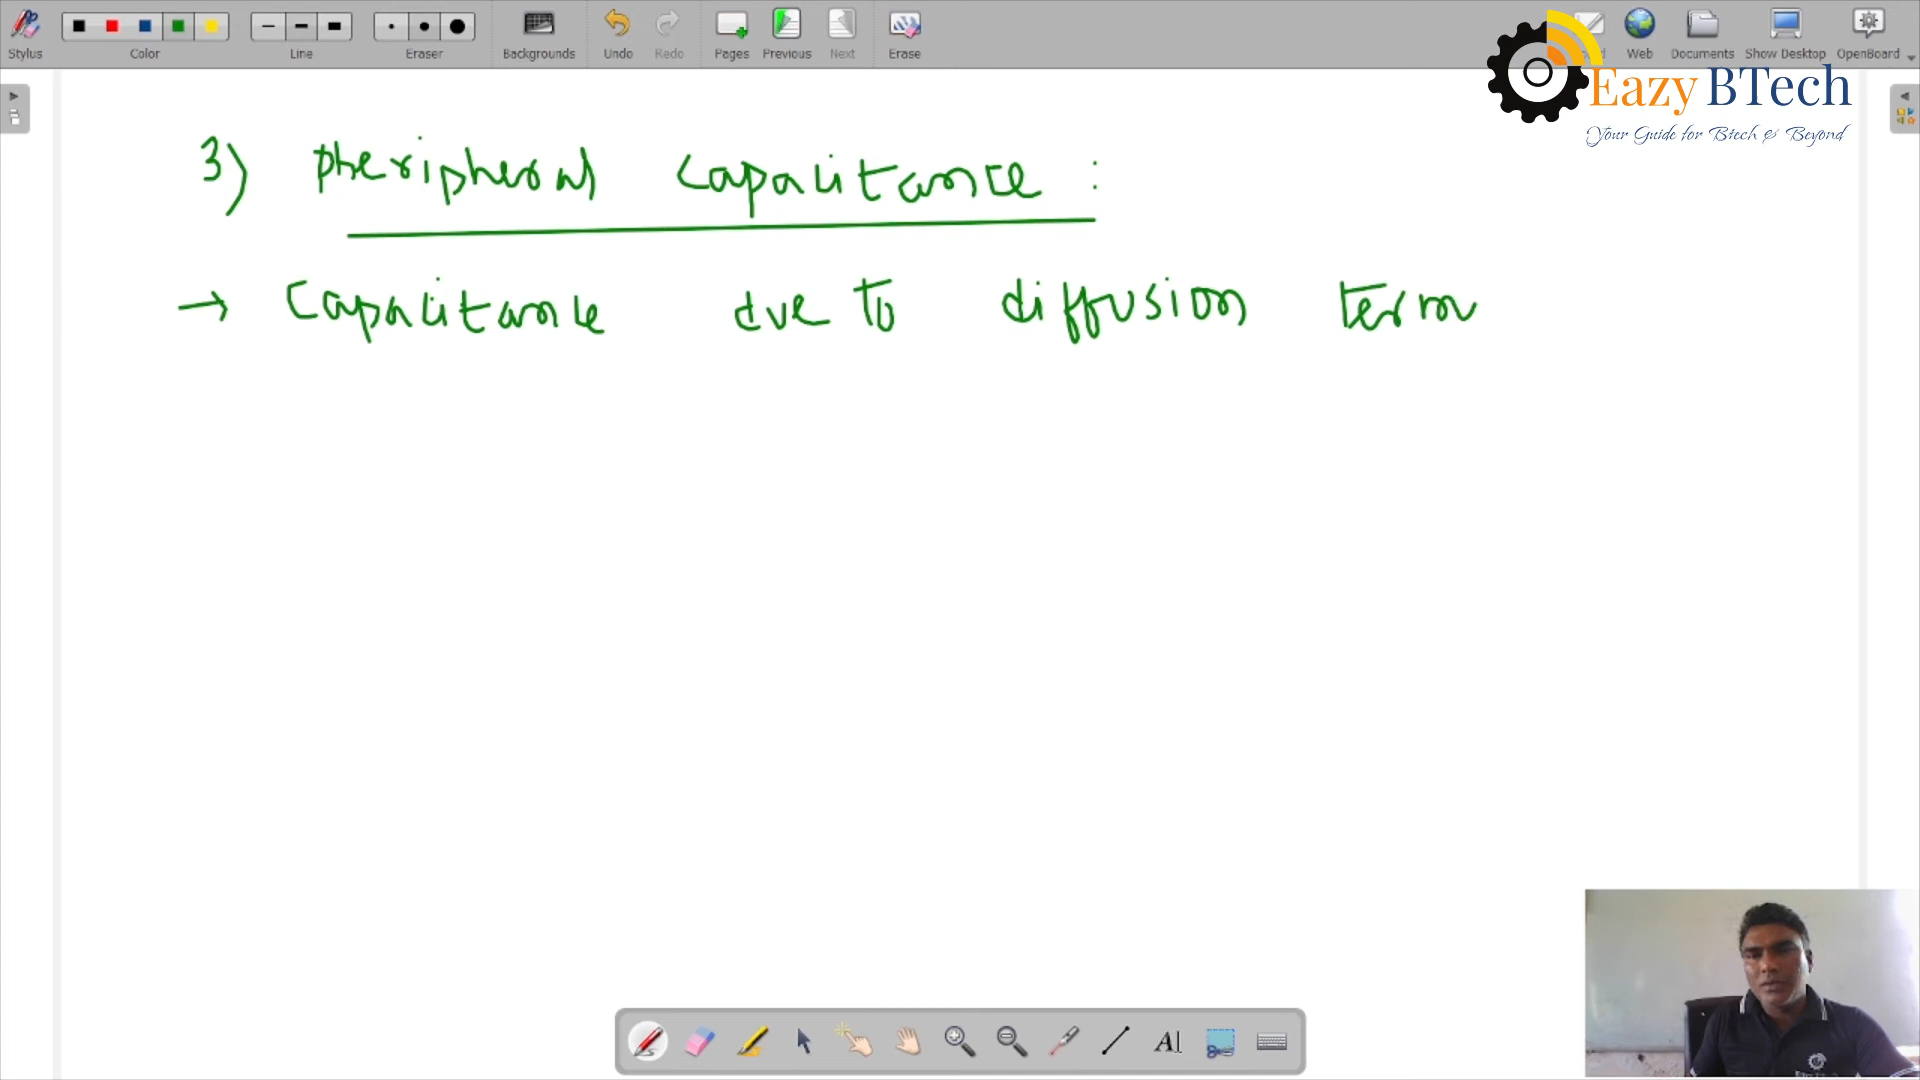 Stylus Color Line Eraser Backgrounds Undo Redo Pages Previous Next Erase Web Documents Show Desktop OpenBoard
Eazy BTech
Your Guide for Btech & Beyond
3) Pheripheral Capacitance :
→ Capacitance due to diffusion term
AI